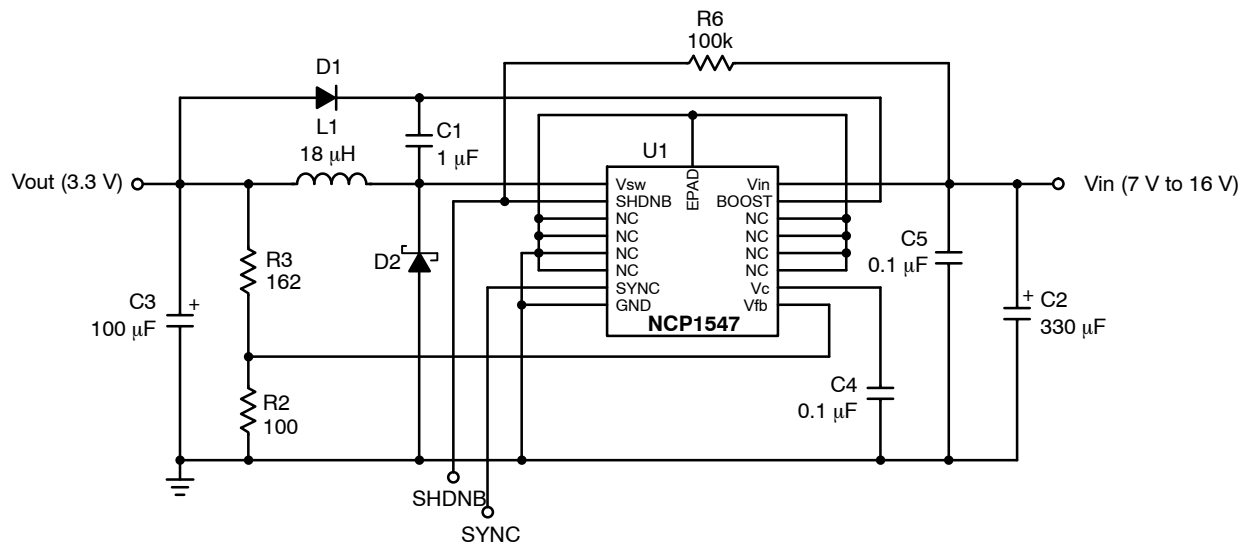 R6
100k
D1
L1
18 μH
C1
1 μF
U1
Vout (3.3 V)
Vin (7 V to 16 V)
EPAD
Vsw
SHDNB
NC
NC
NC
NC
SYNC
GND
Vin
BOOST
NC
NC
NC
NC
Vc
Vfb
NCP1547
R3
162
D2
C5
0.1 μF
C3
+
100 μF
+
C2
330 μF
C4
0.1 μF
R2
100
SHDNB
SYNC